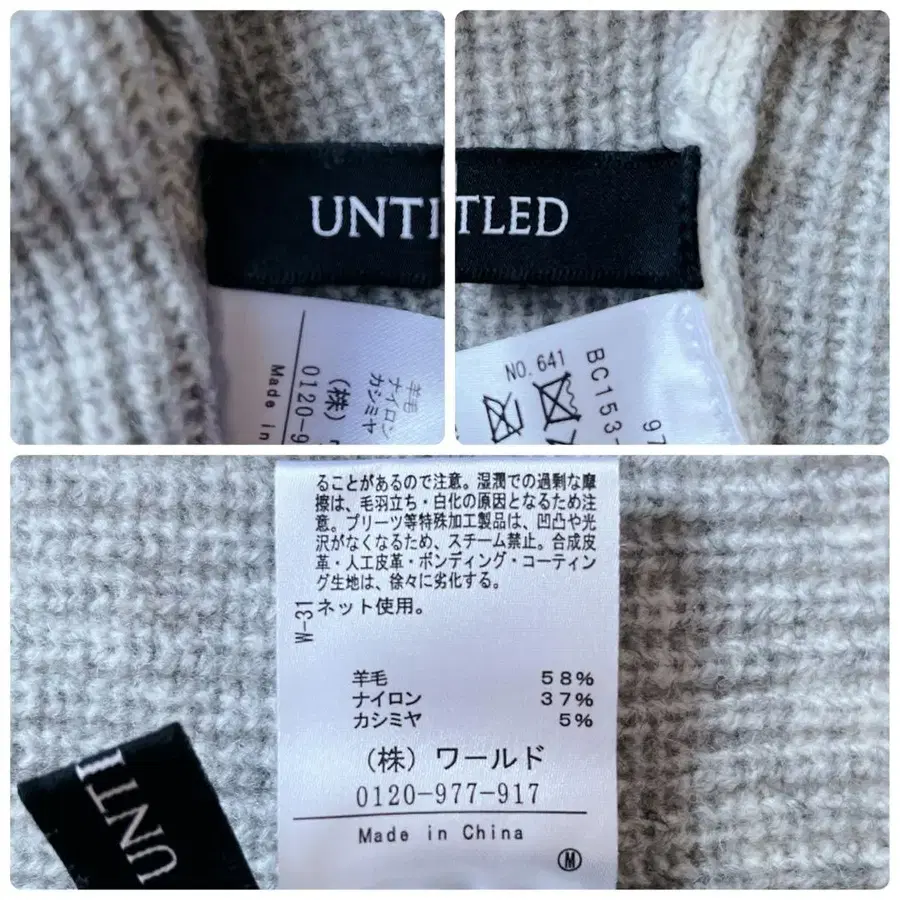 UNTITLED
羊毛
ナイロン
カシミヤ
(株)
0120-9
Made in
97
BC153-
NO. 641
ることがあるので注意。湿潤での過剰な摩
擦は、毛羽立ち・白化の原因となるため注
意。プリーツ等特殊加工製品は、凹凸や光
沢がなくなるため、スチーム禁止。合成皮
革・人工皮革・ボンディング・コーティン
グ生地は、徐々に劣化する。
ネット使用。
W-31
羊毛 58%
ナイロン 37%
カシミヤ 5%
(株) ワールド
0120-977-917
Made in China
M
UNTI